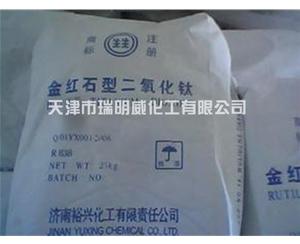 商 注
标 册
金红石型二氧化钛
天津市瑞明威化工有限公司
NET WT 25kg
BATCH NO
济南裕兴化工有限责任公司
JINAN YUXING CHEMICAL CO.
金红
RUTIL